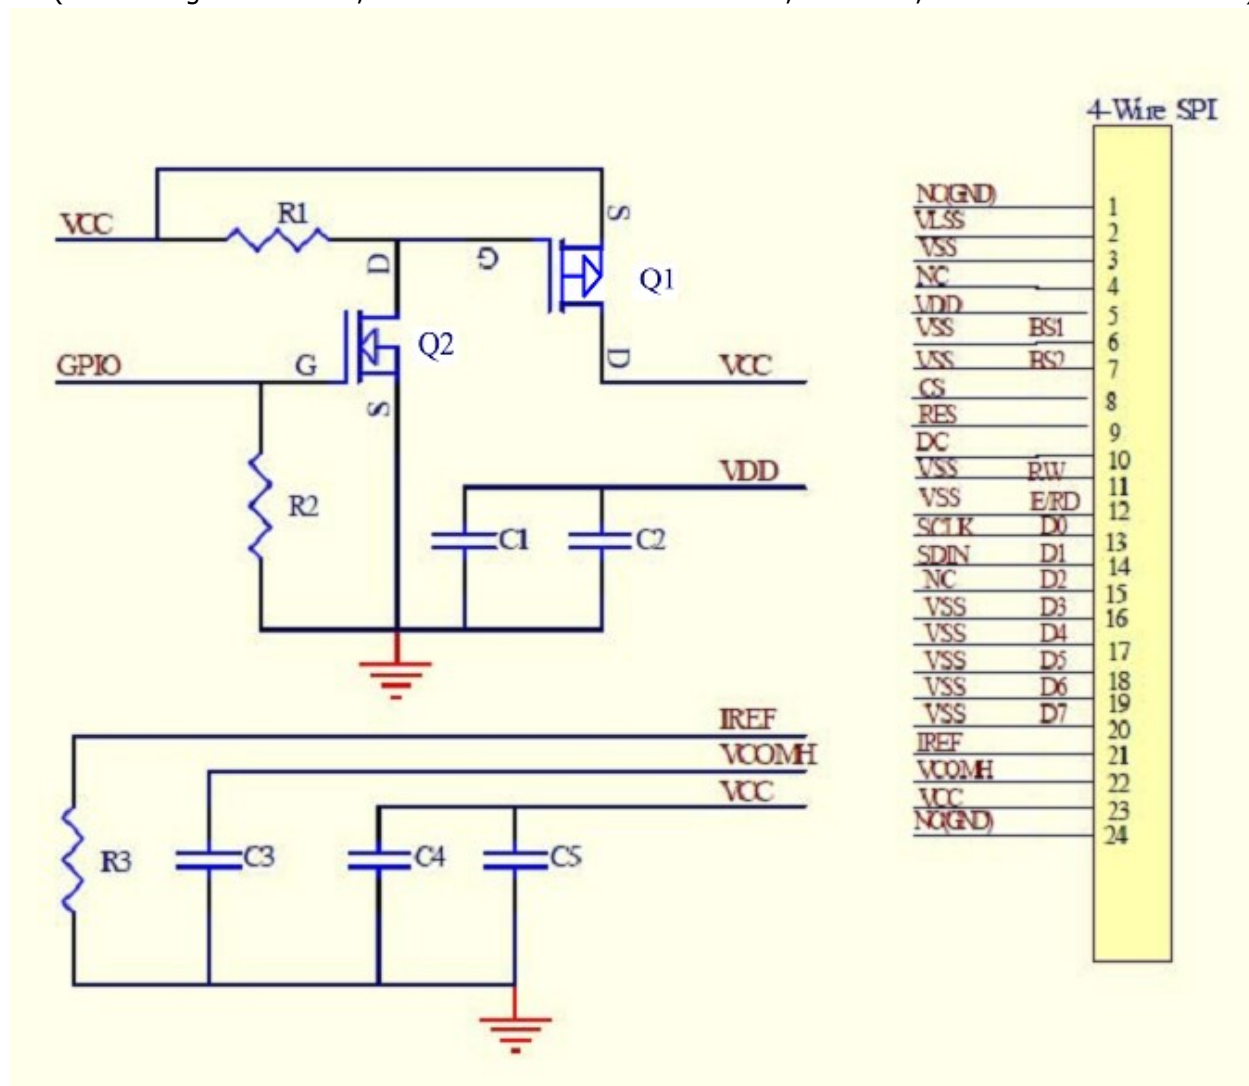 4-Wire SPI
VCC
R1
D
G
S
Q1
D
VCC
Q2
GPIO
G
S
R2
VDD
C1
C2
IREF
VCOMH
VCC
R3
C3
C4
C5
NC(GND) 1
VLSS 2
VSS 3
NC 4
VDD 5
VSS BS1 6
VSS BS2 7
CS 8
RES 9
DC 10
VSS RW 11
VSS E/RD 12
SCLK D0 13
SDIN D1 14
NC D2 15
VSS D3 16
VSS D4 17
VSS D5 18
VSS D6 19
VSS D7 20
IREF 21
VCOMH 22
VCC 23
NC(GND) 24